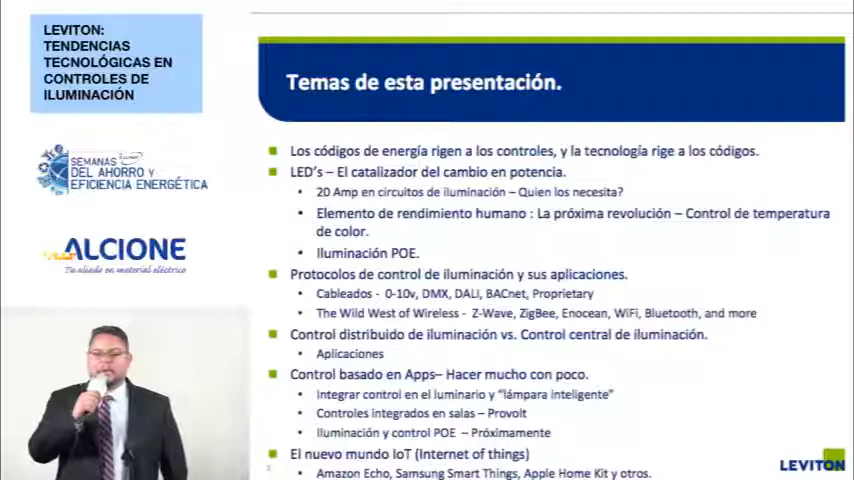 LEVITON:
TENDENCIAS
TECNOLÓGICAS EN
CONTROLES DE
ILUMINACIÓN
SEMANAS
DEL AHORRO Y
EFICIENCIA ENERGÉTICA
ALCIONE
Tu aliado en material eléctrico
Temas de esta presentación.
Los códigos de energía rigen a los controles, y la tecnología rige a los códigos.
LED's – El catalizador del cambio en potencia.
20 Amp en circuitos de iluminación – Quien los necesita?
Elemento de rendimiento humano : La próxima revolución – Control de temperatura
de color.
Iluminación POE.
Protocolos de control de iluminación y sus aplicaciones.
Cableados - 0-10v, DMX, DALI, BACnet, Proprietary
The Wild West of Wireless - Z-Wave, ZigBee, Enocean, WiFi, Bluetooth, and more
Control distribuido de iluminación vs. Control central de iluminación.
Aplicaciones
Control basado en Apps– Hacer mucho con poco.
Integrar control en el luminario y "lámpara inteligente"
Controles integrados en salas – Provolt
Iluminación y control POE – Próximamente
El nuevo mundo IoT (Internet of things)
Amazon Echo, Samsung Smart Things, Apple Home Kit y otros.
LEVITON